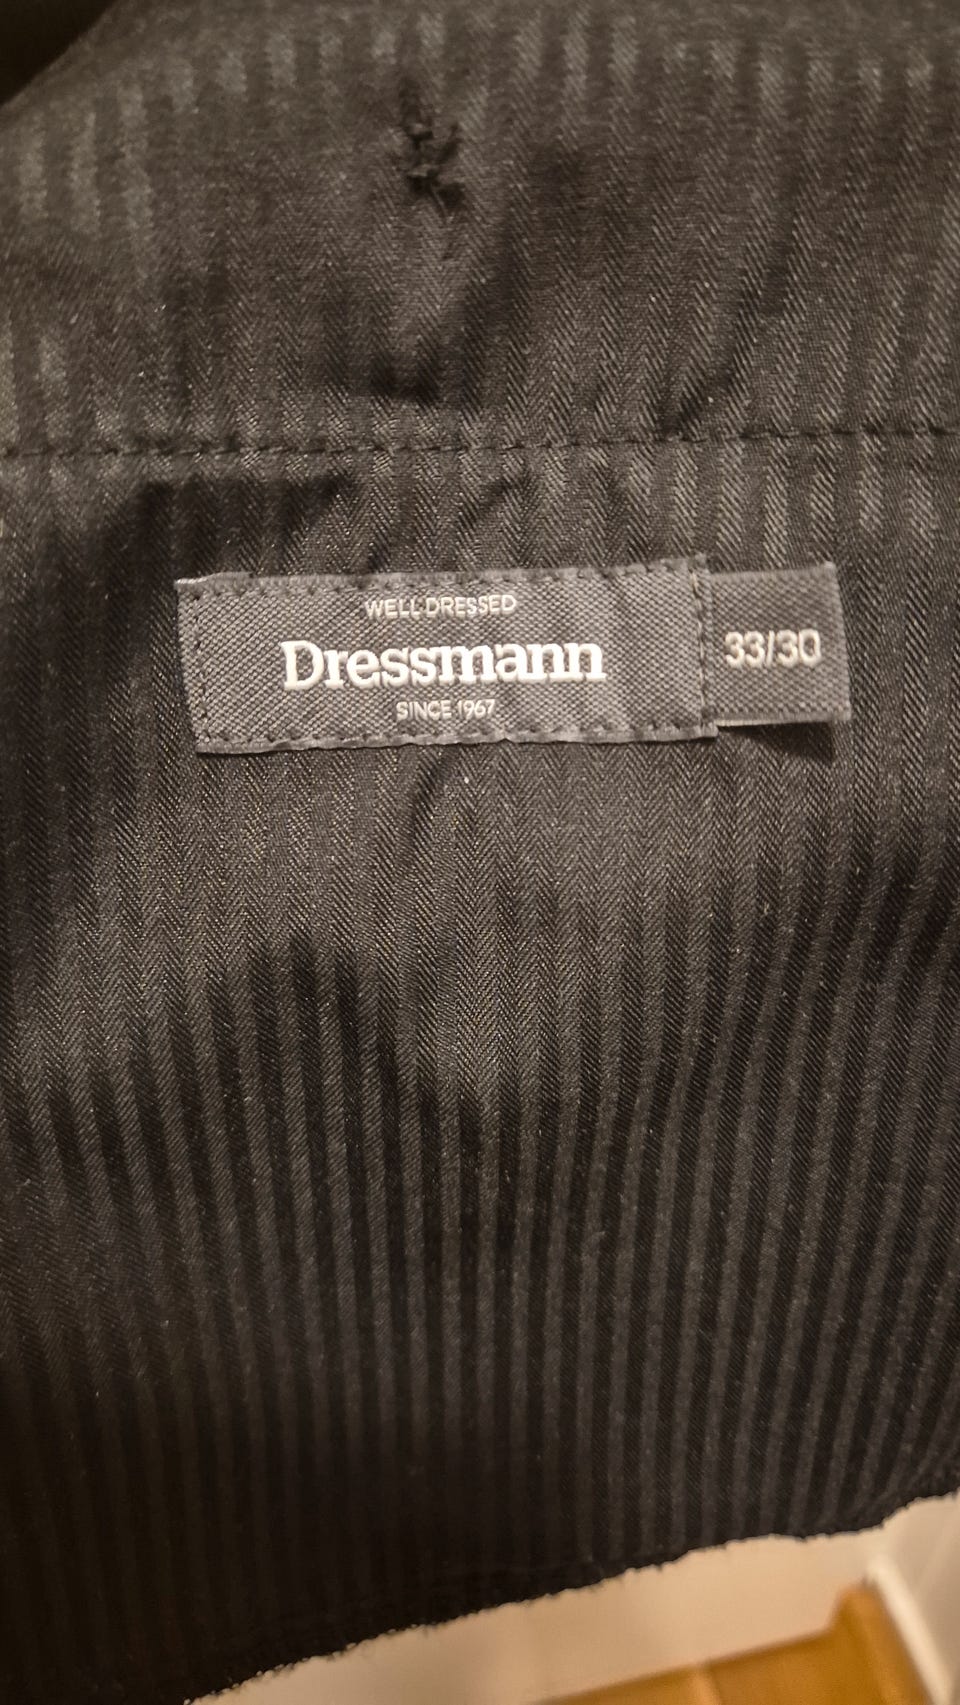 WELL DRESSED
Dressmann
SINCE 1967
33/30